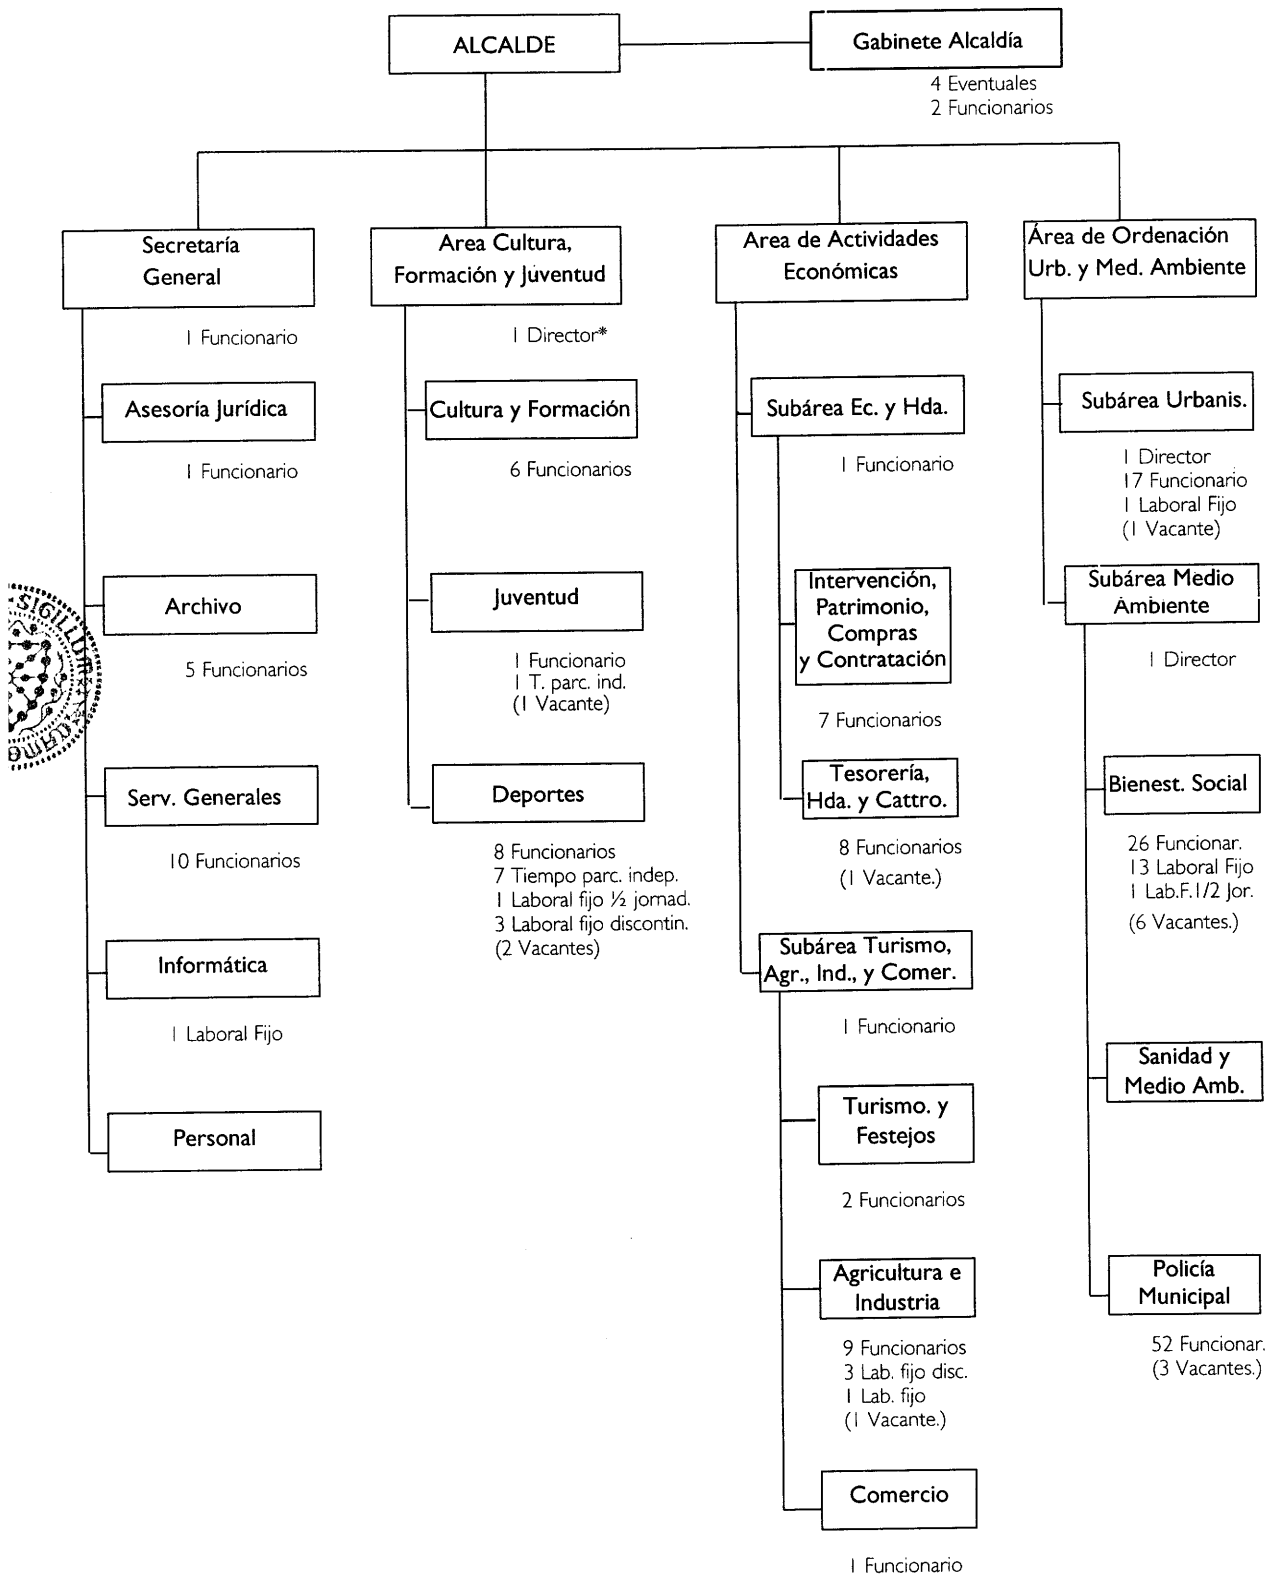 ALCALDE
Gabinete Alcaldía
4 Eventuales
2 Funcionarios
Secretaría
General
1 Funcionario
Asesoría Jurídica
1 Funcionario
Archivo
5 Funcionarios
Serv. Generales
10 Funcionarios
Informática
1 Laboral Fijo
Personal
Area Cultura,
Formación y Juventud
1 Director*
Cultura y Formación
6 Funcionarios
Juventud
1 Funcionario
1 T. parc. ind.
(1 Vacante)
Deportes
8 Funcionarios
7 Tiempo parc. indep.
1 Laboral fijo ½ jornad.
3 Laboral fijo discontin.
(2 Vacantes)
Area de Actividades
Económicas
Subárea Ec. y Hda.
1 Funcionario
Intervención,
Patrimonio,
Compras
y Contratación
7 Funcionarios
Tesorería,
Hda. y Cattro.
8 Funcionarios
(1 Vacante.)
Subárea Turismo,
Agr., Ind., y Comer.
1 Funcionario
Turismo. y
Festejos
2 Funcionarios
Agricultura e
Industria
9 Funcionarios
3 Lab. fijo disc.
1 Lab. fijo
(1 Vacante.)
Comercio
1 Funcionario
Área de Ordenación
Urb. y Med. Ambiente
Subárea Urbanis.
1 Director
17 Funcionario
1 Laboral Fijo
(1 Vacante)
Subárea Medio
Ambiente
1 Director
Bienest. Social
26 Funcionar.
13 Laboral Fijo
1 Lab.F.1/2 Jor.
(6 Vacantes.)
Sanidad y
Medio Amb.
Policía
Municipal
52 Funcionar.
(3 Vacantes.)